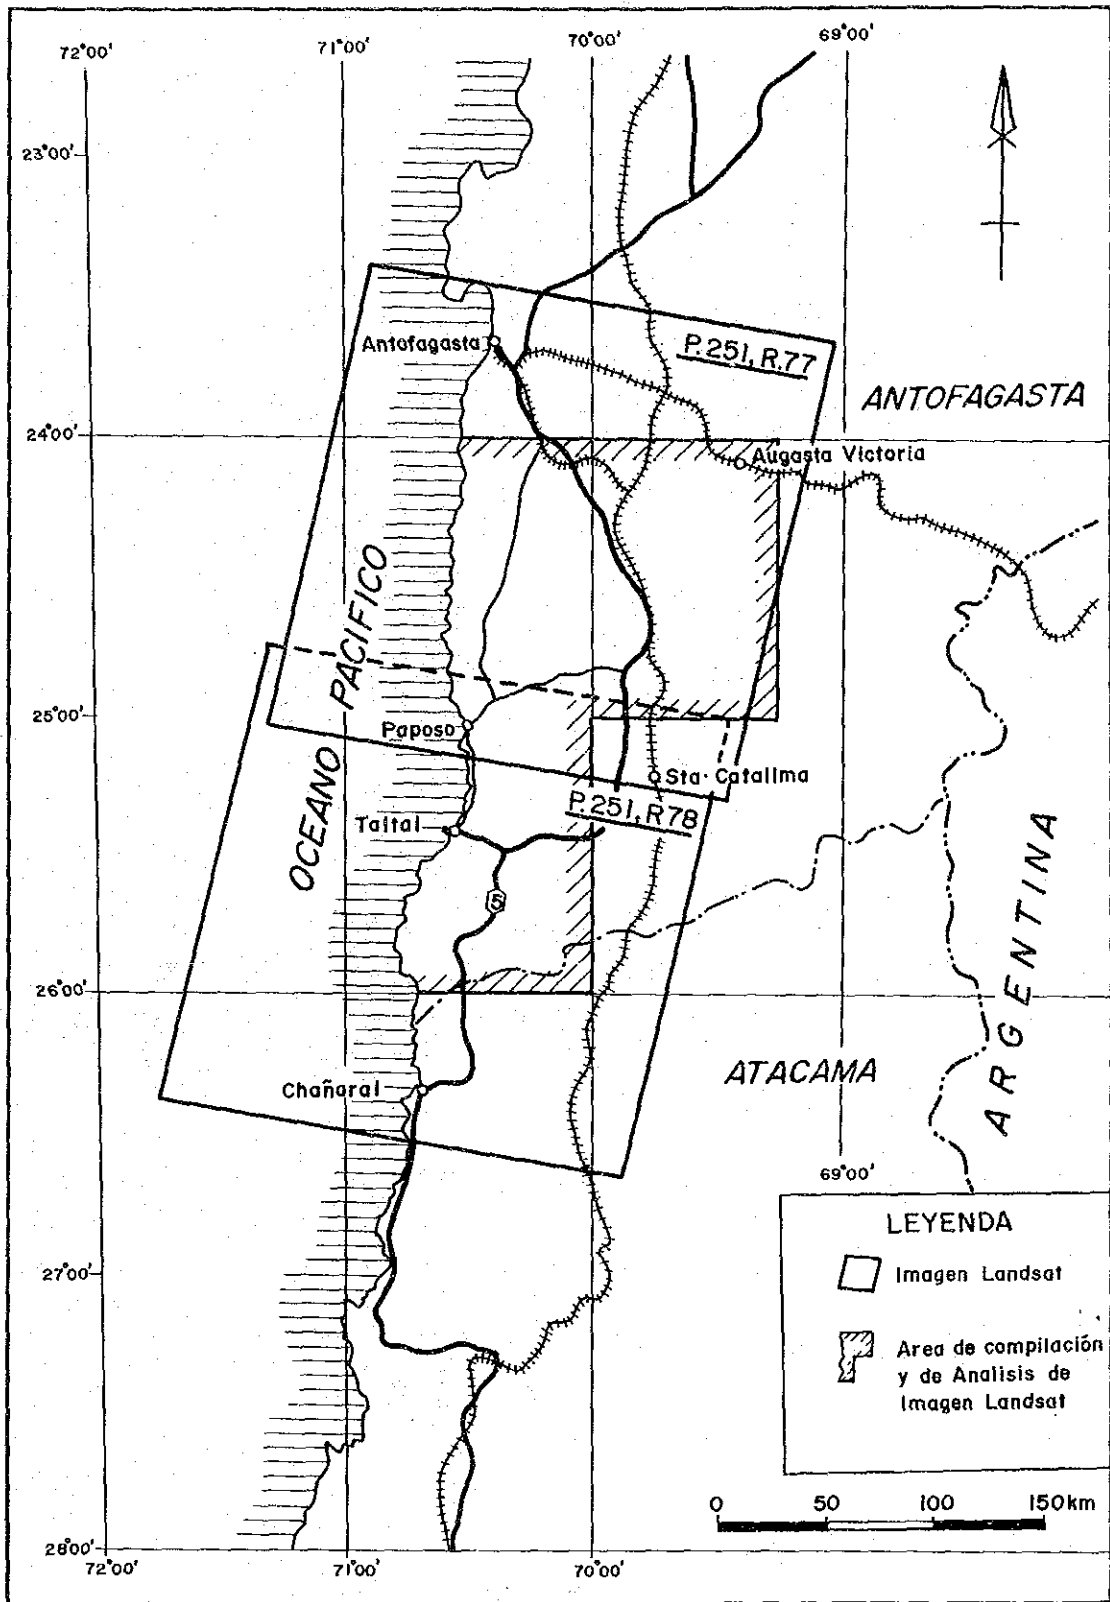 72°00'
71°00'
70°00'
69°00'
23°00'
Antofagasta
P.251, R.77
ANTOFAGASTA
24°00'
Augasta Victoria
OCEANO PACIFICO
25°00'
Paposo
Sta. Catalina
P.251, R78
Taltal
5
ARGENTINA
26°00'
ATACAMA
Chañaral
69°00'
LEYENDA
Imagen Landsat
27°00'
Area de compilación
y de Analisis de
Imagen Landsat
0 50 100 150km
28°00'
72°00'
71°00'
70°00'